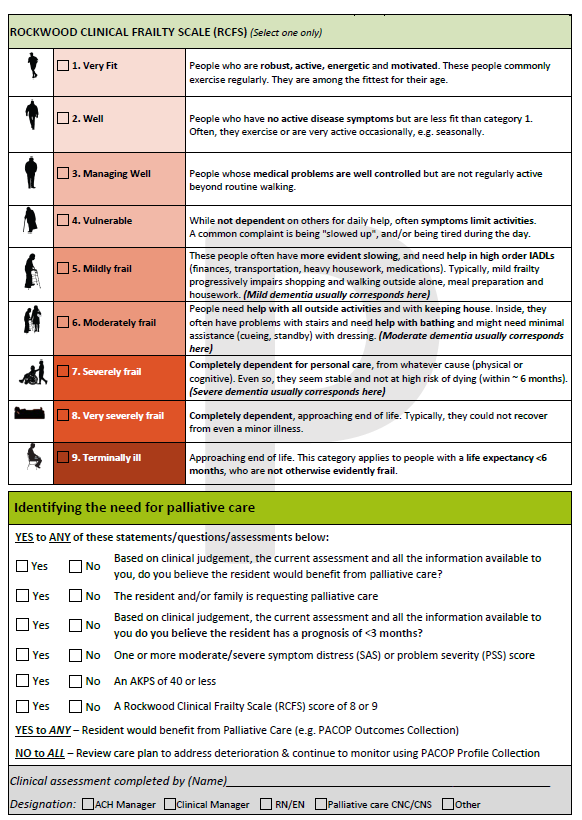 ROCKWOOD CLINICAL FRAILTY SCALE (RCFS) (Select one only)
1. Very Fit
People who are robust, active, energetic and motivated. These people commonly
exercise regularly. They are among the fittest for their age.
2. Well
People who have no active disease symptoms but are less fit than category 1.
Often, they exercise or are very active occasionally, e.g. seasonally.
3. Managing Well
People whose medical problems are well controlled but are not regularly active
beyond routine walking.
4. Vulnerable
While not dependent on others for daily help, often symptoms limit activities.
A common complaint is being "slowed up", and/or being tired during the day.
5. Mildly frail
These people often have more evident slowing, and need help in high order IADLs
(finances, transportation, heavy housework, medications). Typically, mild frailty
progressively impairs shopping and walking outside alone, meal preparation and
housework. (Mild dementia usually corresponds here)
6. Moderately frail
People need help with all outside activities and with keeping house. Inside, they
often have problems with stairs and need help with bathing and might need minimal
assistance (cueing, standby) with dressing. (Moderate dementia usually corresponds
here)
7. Severely frail
Completely dependent for personal care, from whatever cause (physical or
cognitive). Even so, they seem stable and not at high risk of dying (within ~ 6 months).
(Severe dementia usually corresponds here)
8. Very severely frail
Completely dependent, approaching end of life. Typically, they could not recover
from even a minor illness.
9. Terminally ill
Approaching end of life. This category applies to people with a life expectancy <6
months, who are not otherwise evidently frail.
Identifying the need for palliative care
YES to ANY of these statements/questions/assessments below:
Yes No Based on clinical judgement, the current assessment and all the information available to
you, do you believe the resident would benefit from palliative care?
Yes No The resident and/or family is requesting palliative care
Yes No Based on clinical judgement, the current assessment and all the information available to
you do you believe the resident has a prognosis of <3 months?
Yes No One or more moderate/severe symptom distress (SAS) or problem severity (PSS) score
Yes No An AKPS of 40 or less
Yes No A Rockwood Clinical Frailty Scale (RCFS) score of 8 or 9
YES to ANY – Resident would benefit from Palliative Care (e.g. PACOP Outcomes Collection)
NO to ALL – Review care plan to address deterioration & continue to monitor using PACOP Profile Collection
Clinical assessment completed by (Name)
Designation: ACH Manager Clinical Manager RN/EN Palliative care CNC/CNS Other
P